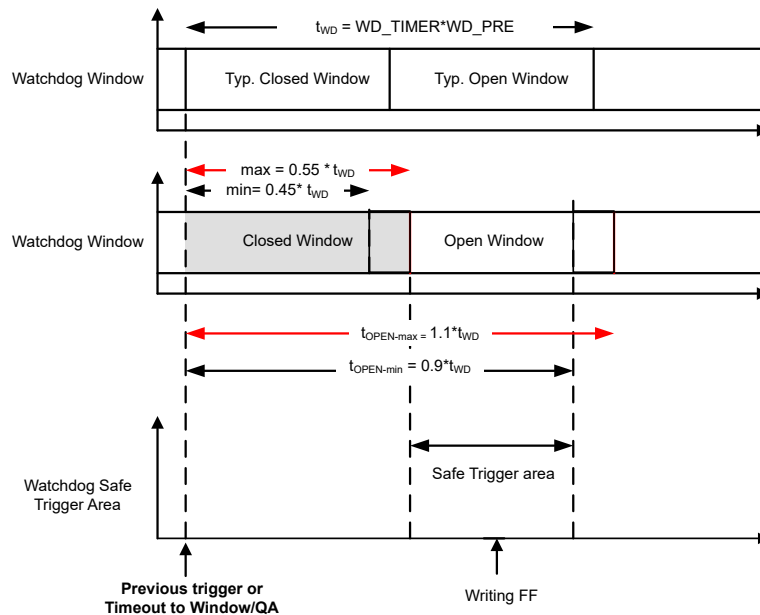 tWD = WD_TIMER*WD_PRE
Watchdog Window
Typ. Closed Window
Typ. Open Window
max = 0.55 * tWD
min= 0.45* tWD
Watchdog Window
Closed Window
Open Window
tOPEN-max = 1.1*tWD
tOPEN-min = 0.9*tWD
Safe Trigger area
Watchdog Safe
Trigger Area
Previous trigger or
Timeout to Window/QA
Writing FF